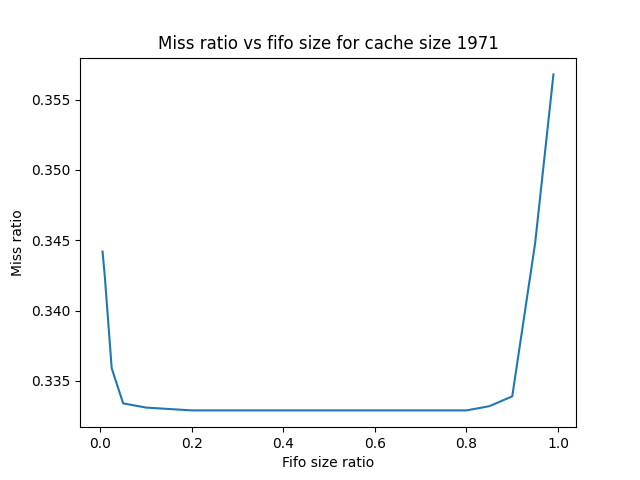 Miss ratio vs fifo size for cache size 1971
0.355
0.350
0.345
0.340
0.335
Miss ratio
0.0 0.2 0.4 0.6 0.8 1.0
Fifo size ratio